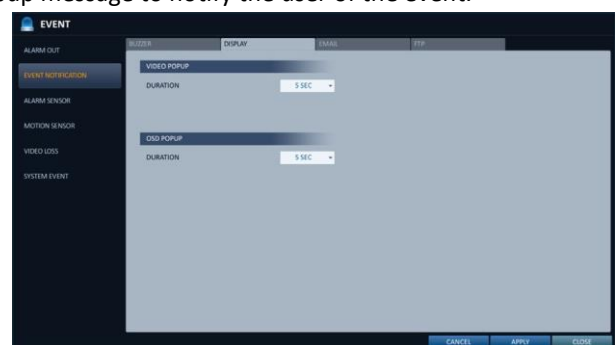 up message to notify the user of the event.
EVENT
BUZZER DISPLAY EMAIL FTP
ALARM OUT
VIDEO POPUP
EVENT NOTIFICATION
DURATION 5 SEC
ALARM SENSOR
MOTION SENSOR
OSD POPUP
VIDEO LOSS
DURATION 5 SEC
SYSTEM EVENT
CANCEL APPLY CLOSE